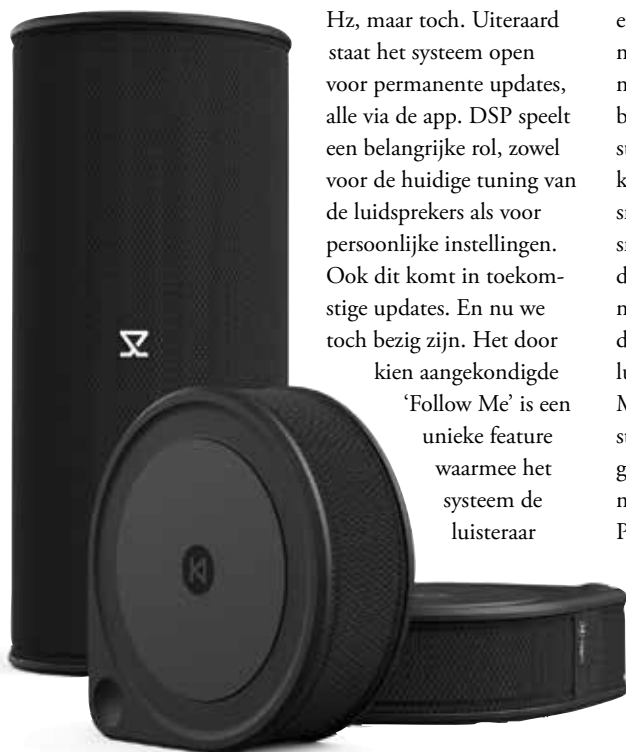 Hz, maar toch. Uiteraard
staat het systeem open
voor permanente updates,
alle via de app. DSP speelt
een belangrijke rol, zowel
voor de huidige tuning van
de luidsprekers als voor
persoonlijke instellingen.
Ook dit komt in toekom-
stige updates. En nu we
toch bezig zijn. Het door
kien aangekondigde
‘Follow Me’ is een
unieke feature
waarmee het
systeem de
luisteraar